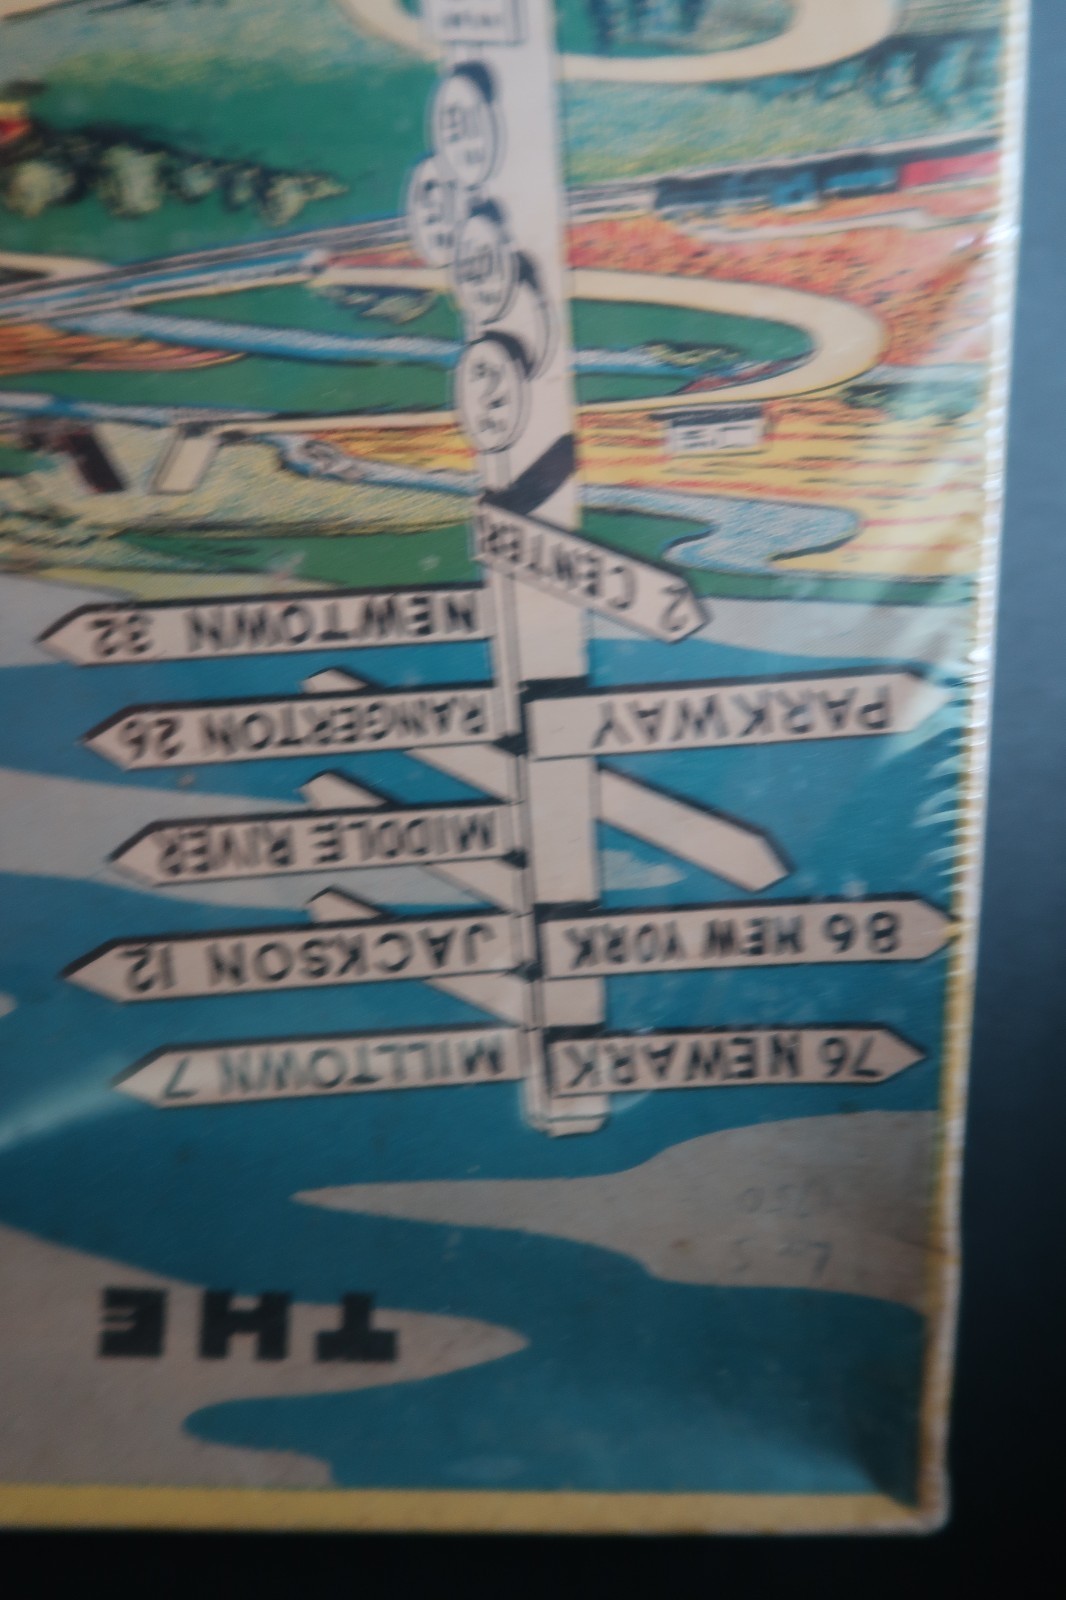 THE
76 NEWARK
MILLTOWN 7
86 NEW YORK
JACKSON 12
MIDDLE RIVER
PARKWAY
RANGERTON 26
NEWTOWN 32
2 CENTER